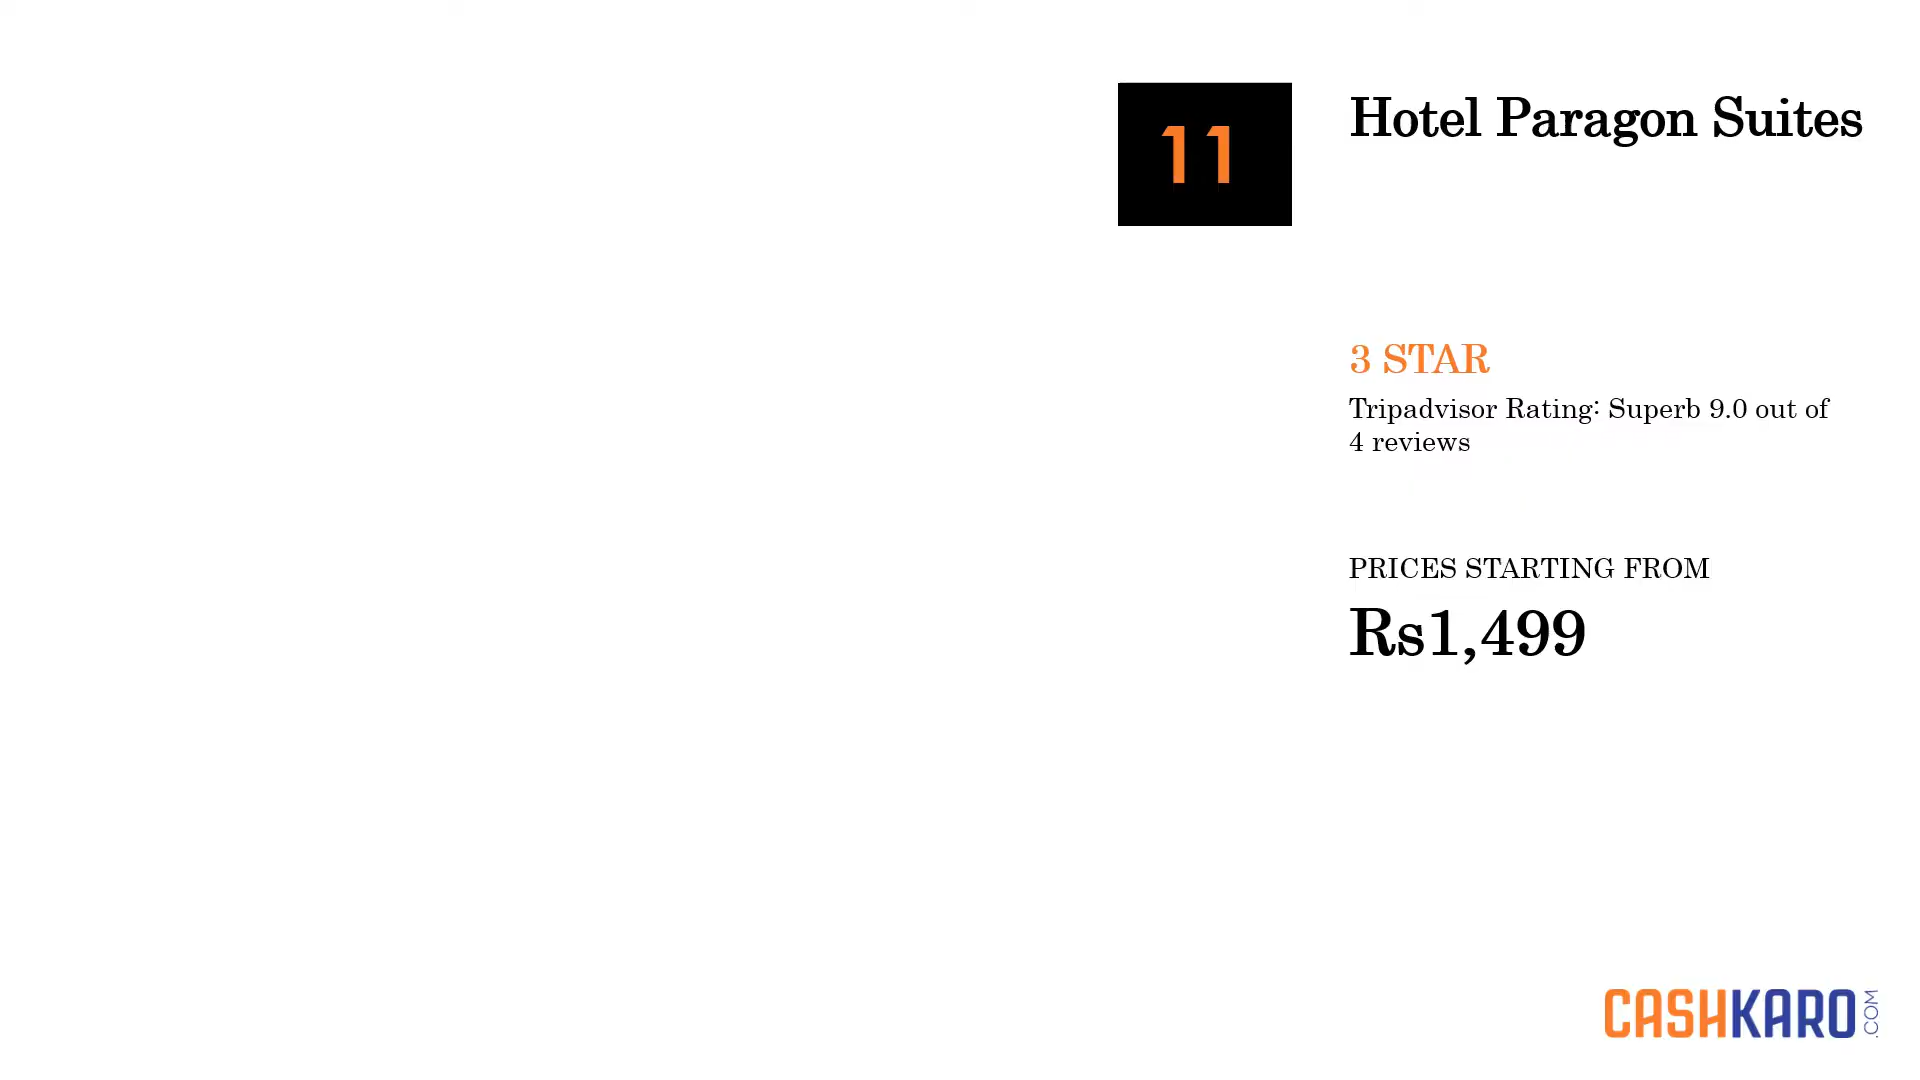 11
Hotel Paragon Suites
3 STAR
Tripadvisor Rating: Superb 9.0 out of
4 reviews
PRICES STARTING FROM
Rs1,499
CASHKARO.COM